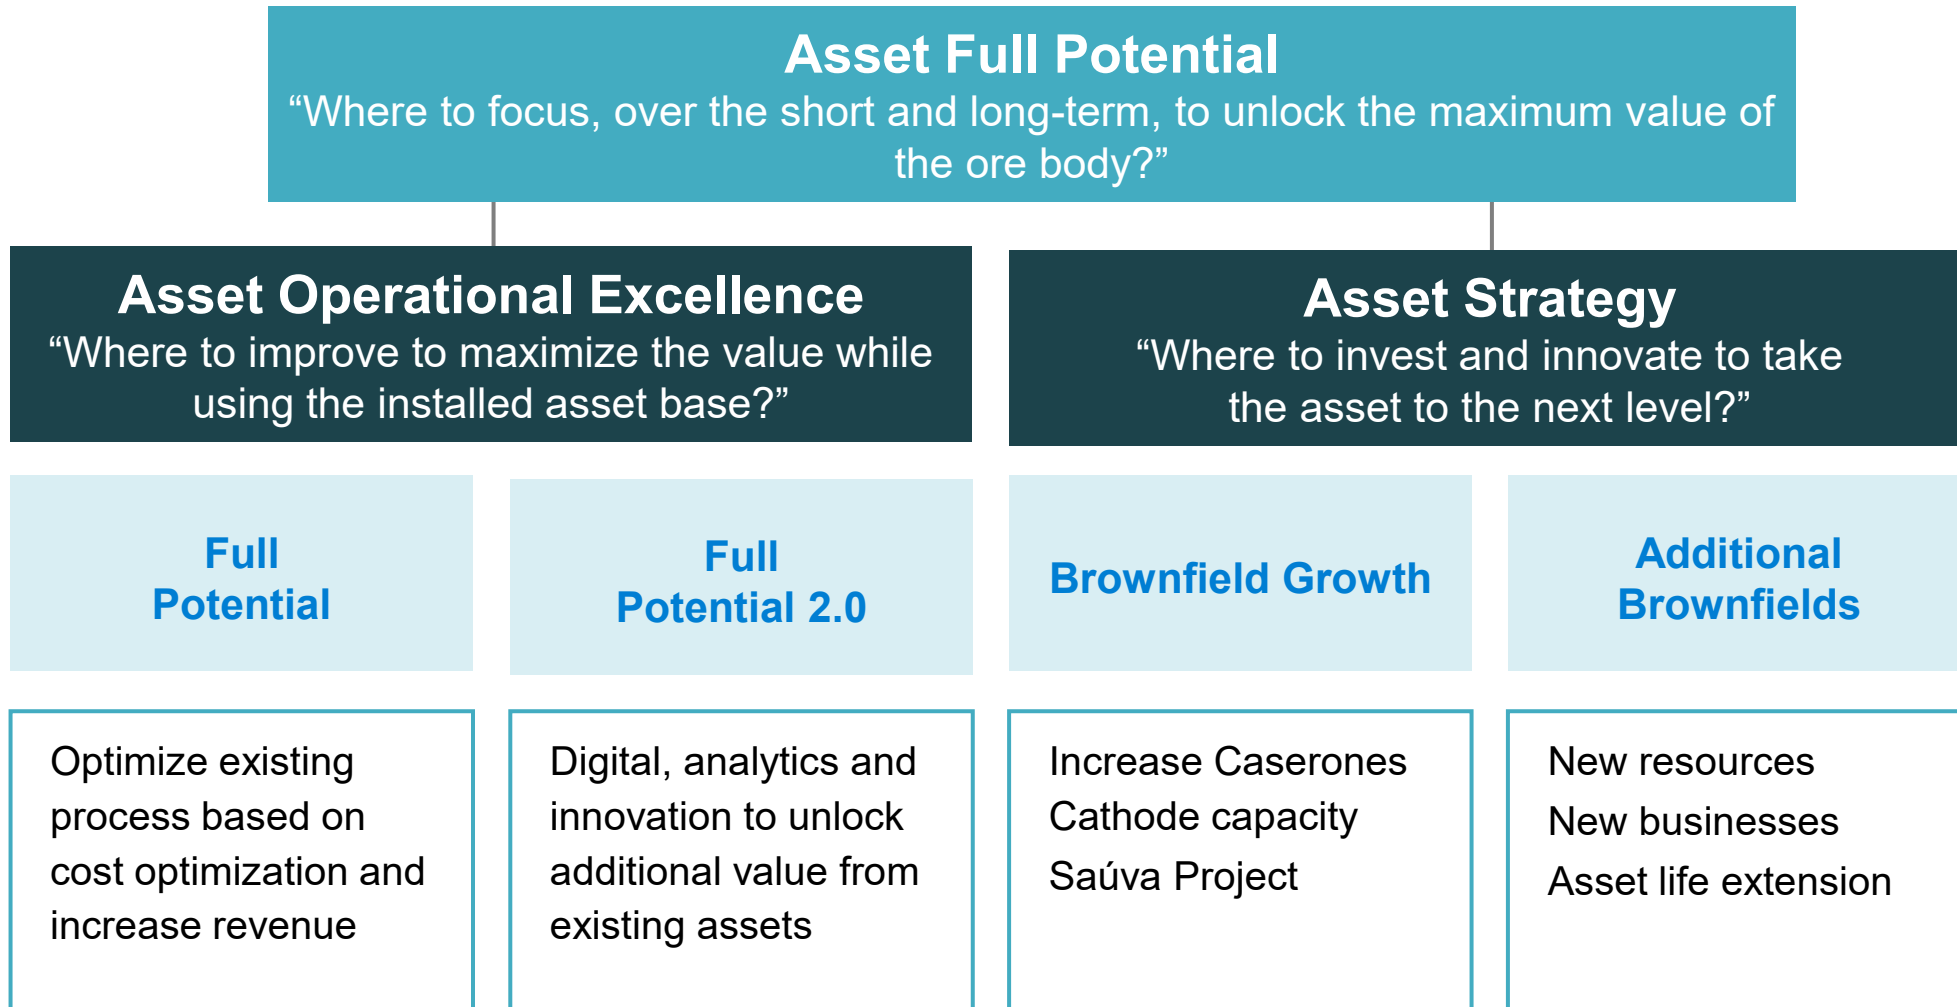 Asset Full Potential
“Where to focus, over the short and long-term, to unlock the maximum value of
the ore body?”
Asset Operational Excellence
“Where to improve to maximize the value while
using the installed asset base?”
Asset Strategy
“Where to invest and innovate to take
the asset to the next level?”
Full
Potential
Full
Potential 2.0
Brownfield Growth
Additional
Brownfields
Optimize existing
process based on
cost optimization and
increase revenue
Digital, analytics and
innovation to unlock
additional value from
existing assets
Increase Caserones
Cathode capacity
Saúva Project
New resources
New businesses
Asset life extension